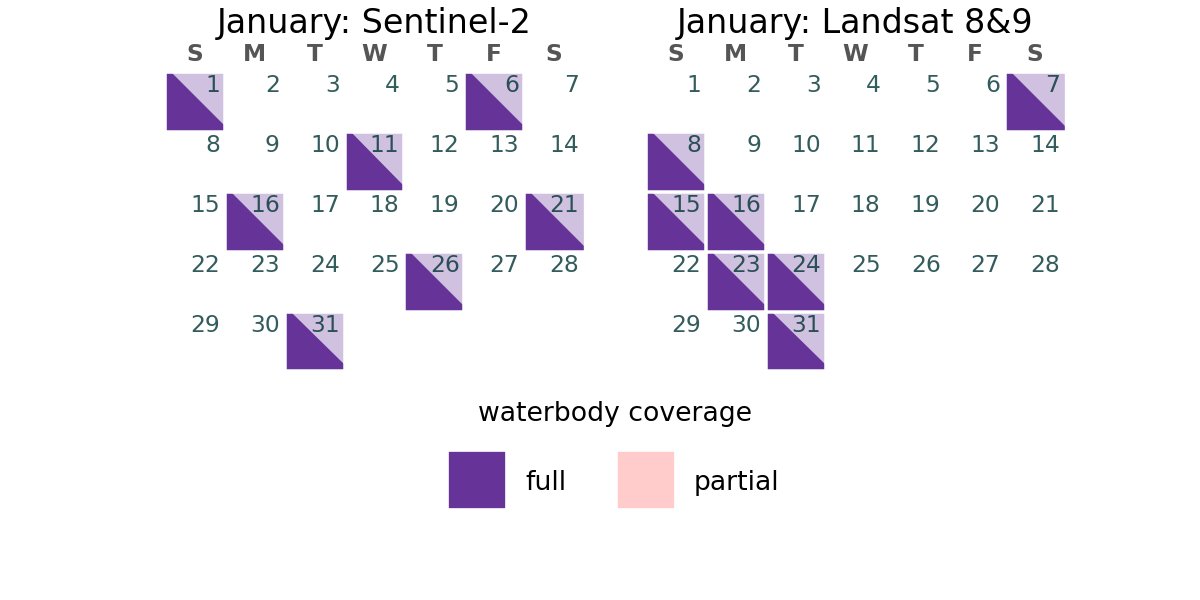 January: Sentinel-2
S M T W T F S
1 2 3 4 5 6 7
8 9 10 11 12 13 14
15 16 17 18 19 20 21
22 23 24 25 26 27 28
29 30 31
January: Landsat 8&9
S M T W T F S
1 2 3 4 5 6 7
8 9 10 11 12 13 14
15 16 17 18 19 20 21
22 23 24 25 26 27 28
29 30 31
waterbody coverage
full partial